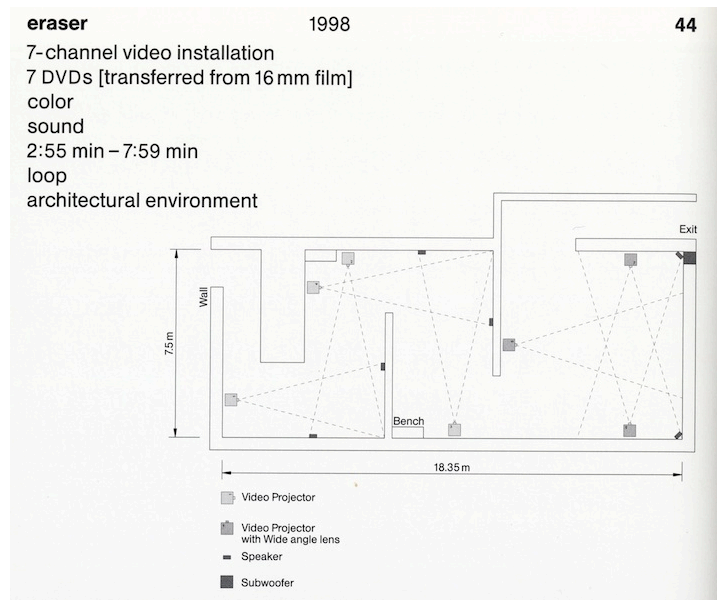 eraser 1998 44
7-channel video installation
7 DVDs [transferred from 16 mm film]
color
sound
2:55 min – 7:59 min
loop
architectural environment
Exit
Wall
7.5 m
Bench
18.35 m
Video Projector
Video Projector
with Wide angle lens
Speaker
Subwoofer